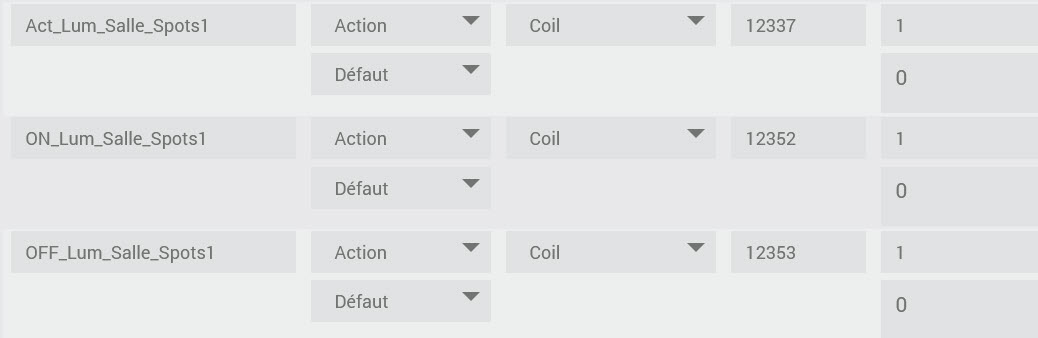 Act_Lum_Salle_Spots1 Action Coil 12337 1
Défaut 0
ON_Lum_Salle_Spots1 Action Coil 12352 1
Défaut 0
OFF_Lum_Salle_Spots1 Action Coil 12353 1
Défaut 0